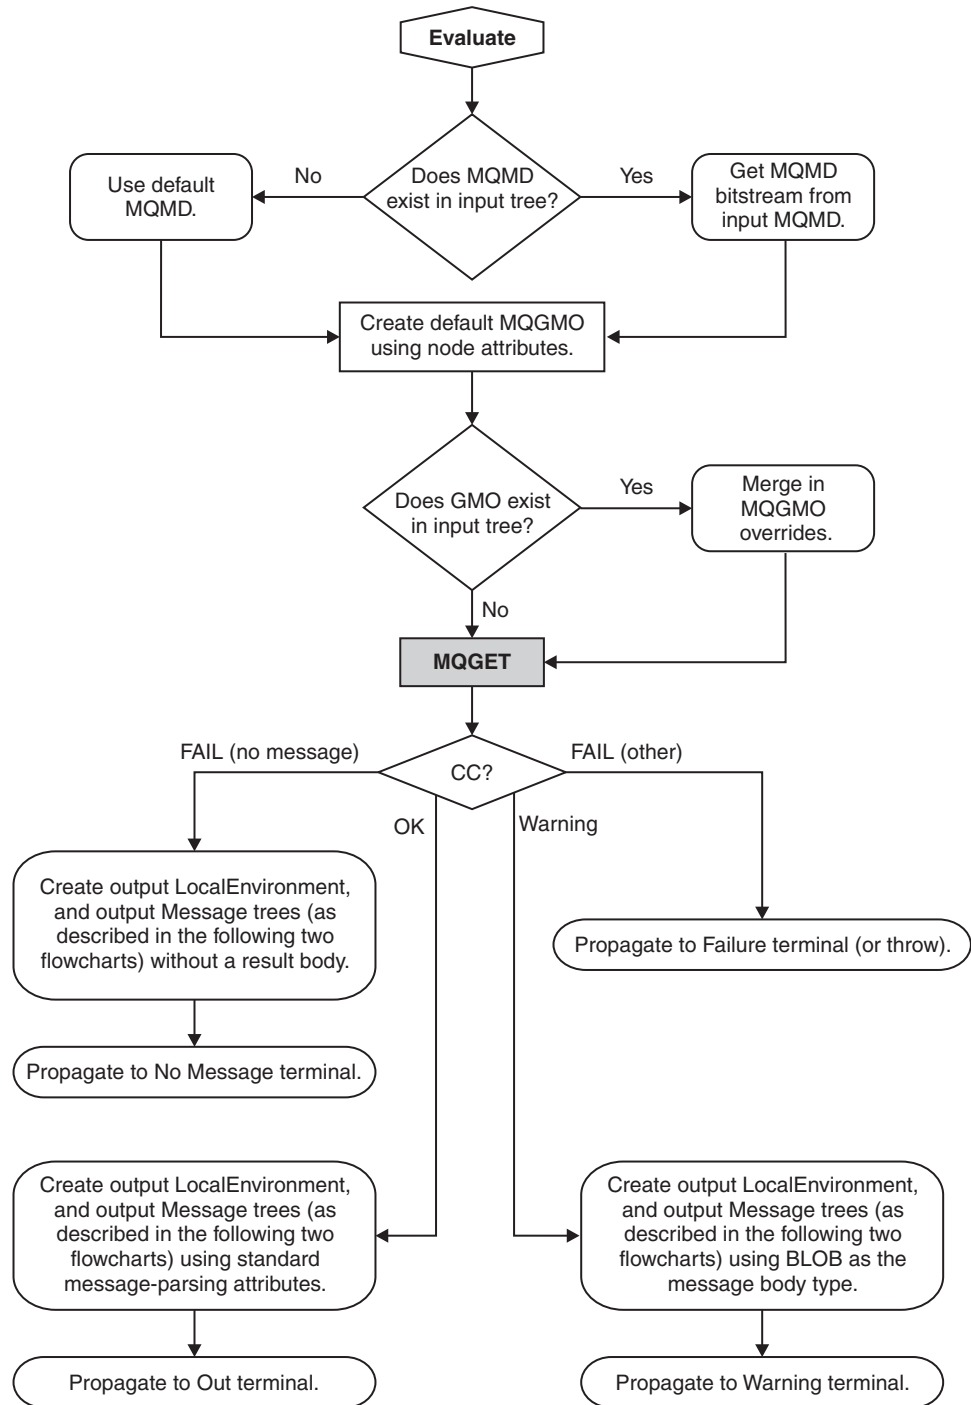 Evaluate
Does MQMD
exist in input tree?
No
Yes
Use default
MQMD.
Get MQMD
bitstream from
input MQMD.
Create default MQGMO
using node attributes.
Does GMO exist
in input tree?
Yes
Merge in
MQGMO
overrides.
No
MQGET
CC?
FAIL (no message)
FAIL (other)
OK
Warning
Create output LocalEnvironment,
and output Message trees (as
described in the following two
flowcharts) without a result body.
Propagate to Failure terminal (or throw).
Propagate to No Message terminal.
Create output LocalEnvironment,
and output Message trees (as
described in the following two
flowcharts) using standard
message-parsing attributes.
Create output LocalEnvironment,
and output Message trees (as
described in the following two
flowcharts) using BLOB as the
message body type.
Propagate to Out terminal.
Propagate to Warning terminal.